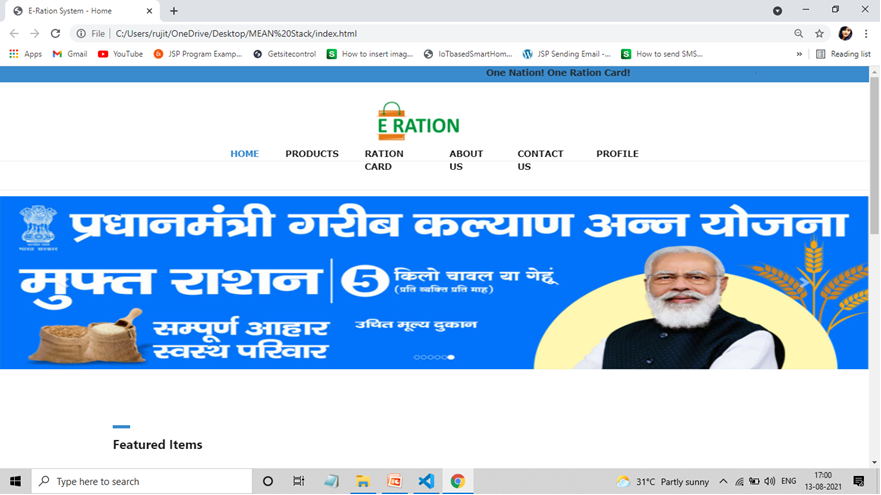 E-Ration System - Home
File | C:/Users/rujit/OneDrive/Desktop/MEAN%20Stack/index.html
Apps Gmail YouTube JSP Program Examp... Getsitecontrol How to insert imag... IoTbasedSmartHom... JSP Sending Email -... How to send SMS... » Reading list
One Nation! One Ration Card!
E RATION
HOME PRODUCTS RATION CARD ABOUT US CONTACT US PROFILE
प्रधानमंत्री गरीब कल्याण अन्न योजना
मुफ्त राशन 5 किलो चावल या गेहूं
(प्रति व्यक्ति प्रति माह)
सम्पूर्ण आहार उचित मूल्य दुकान
स्वस्थ परिवार
Featured Items
Type here to search 31°C Partly sunny ENG 17:00
13-08-2021